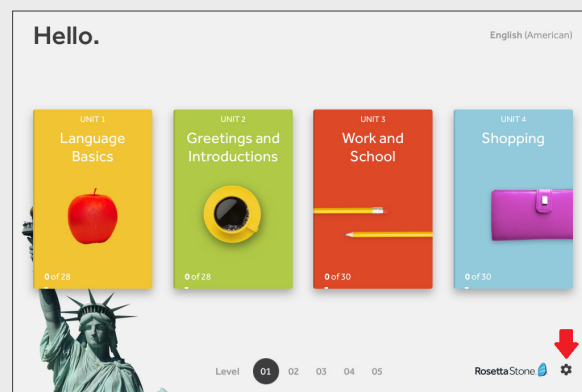 Hello.
English (American)
UNIT 1
Language
Basics
0 of 28
UNIT 2
Greetings and
Introductions
0 of 28
UNIT 3
Work and
School
0 of 30
UNIT 4
Shopping
0 of 30
Level 01 02 03 04 05
RosettaStone